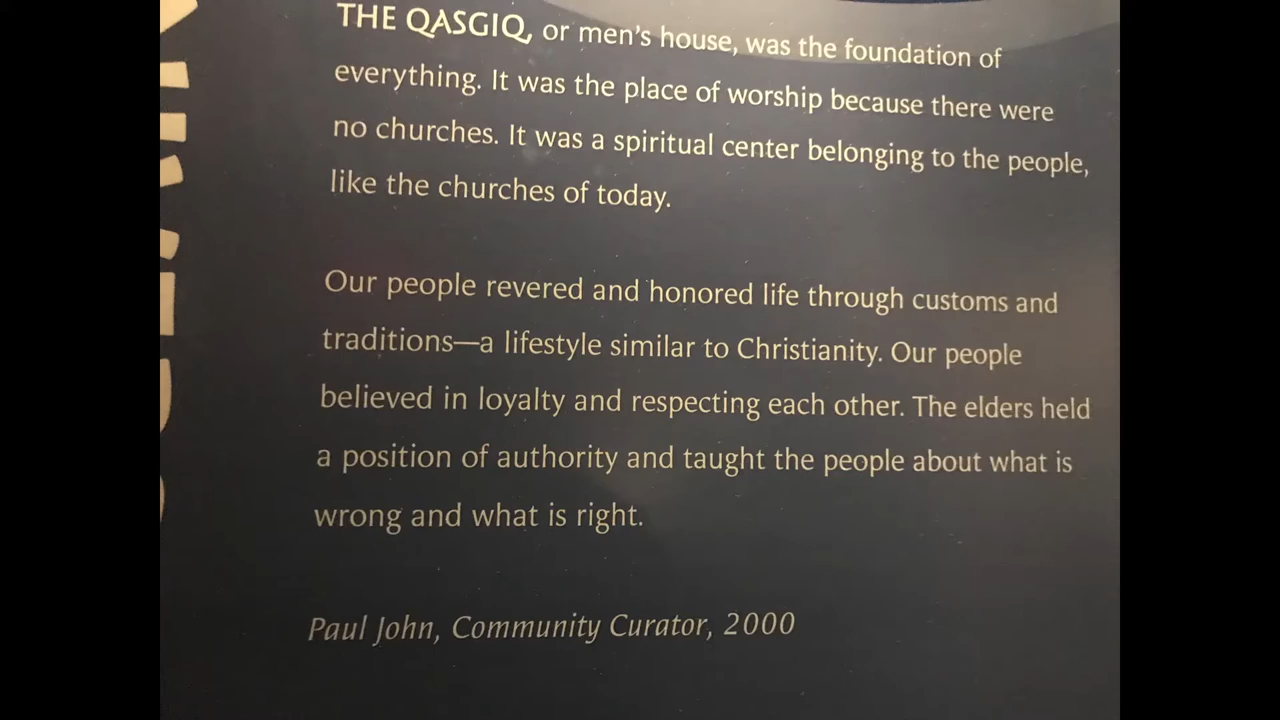 THE QASGIQ, or men's house, was the foundation of
everything. It was the place of worship because there were
no churches. It was a spiritual center belonging to the people,
like the churches of today.
Our people revered and honored life through customs and
traditions—a lifestyle similar to Christianity. Our people
believed in loyalty and respecting each other. The elders held
a position of authority and taught the people about what is
wrong and what is right.
Paul John, Community Curator, 2000